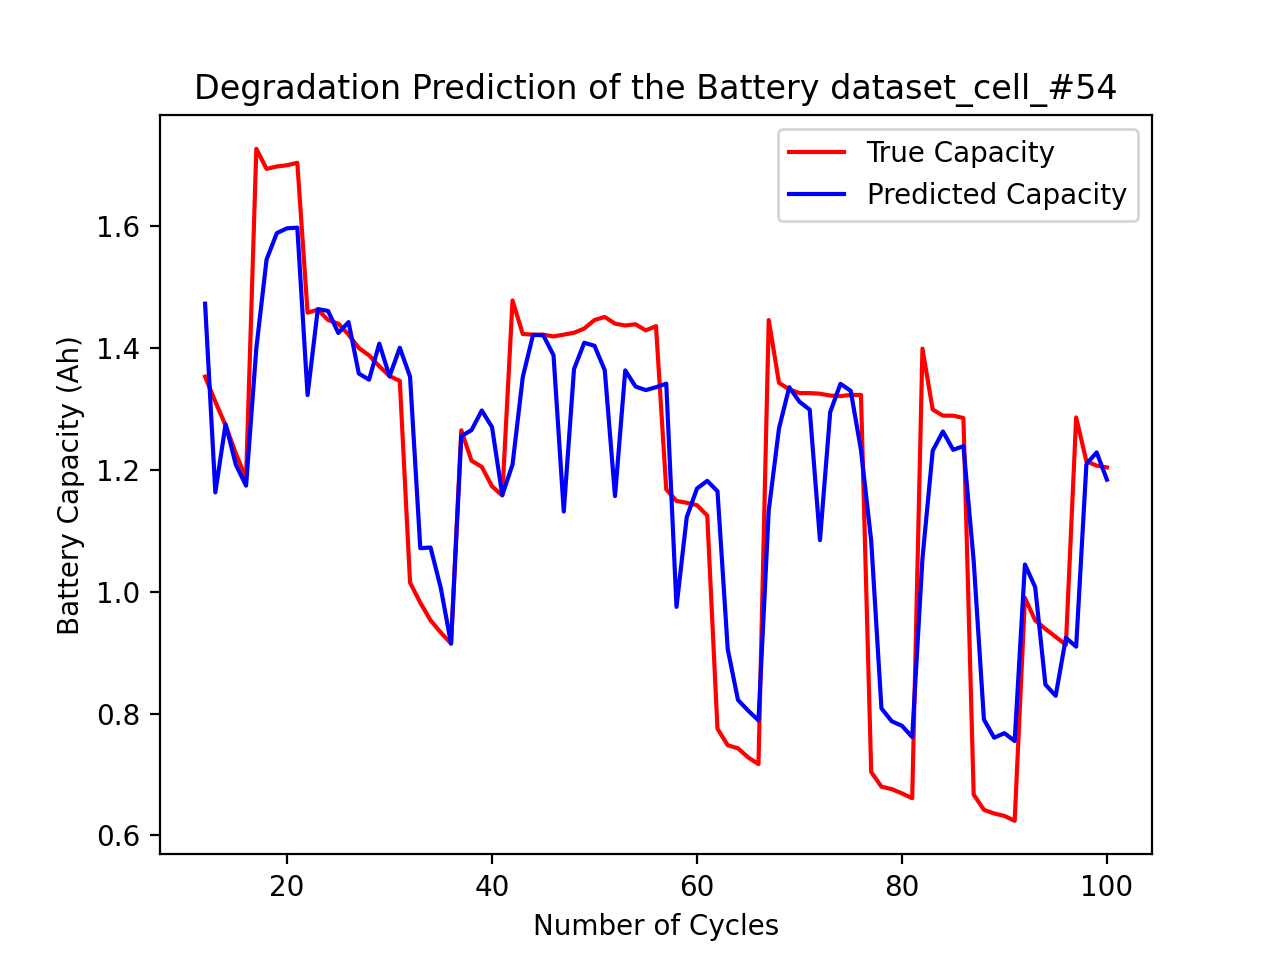 Degradation Prediction of the Battery dataset_cell_#54
True Capacity
Predicted Capacity
Battery Capacity (Ah)
1.6
1.4
1.2
1.0
0.8
0.6
20 40 60 80 100
Number of Cycles